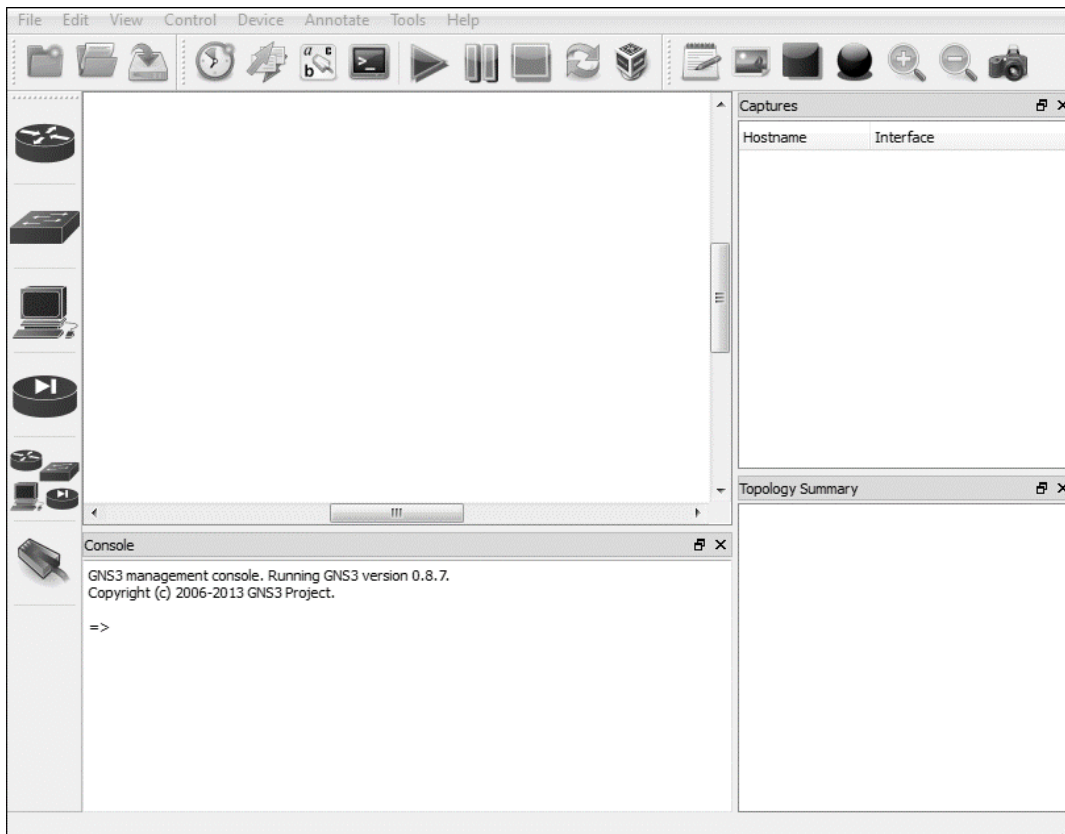 File Edit View Control Device Annotate Tools Help
a c
b
>_
Captures
Hostname Interface
Topology Summary
Console
GNS3 management console. Running GNS3 version 0.8.7.
Copyright (c) 2006-2013 GNS3 Project.
=>